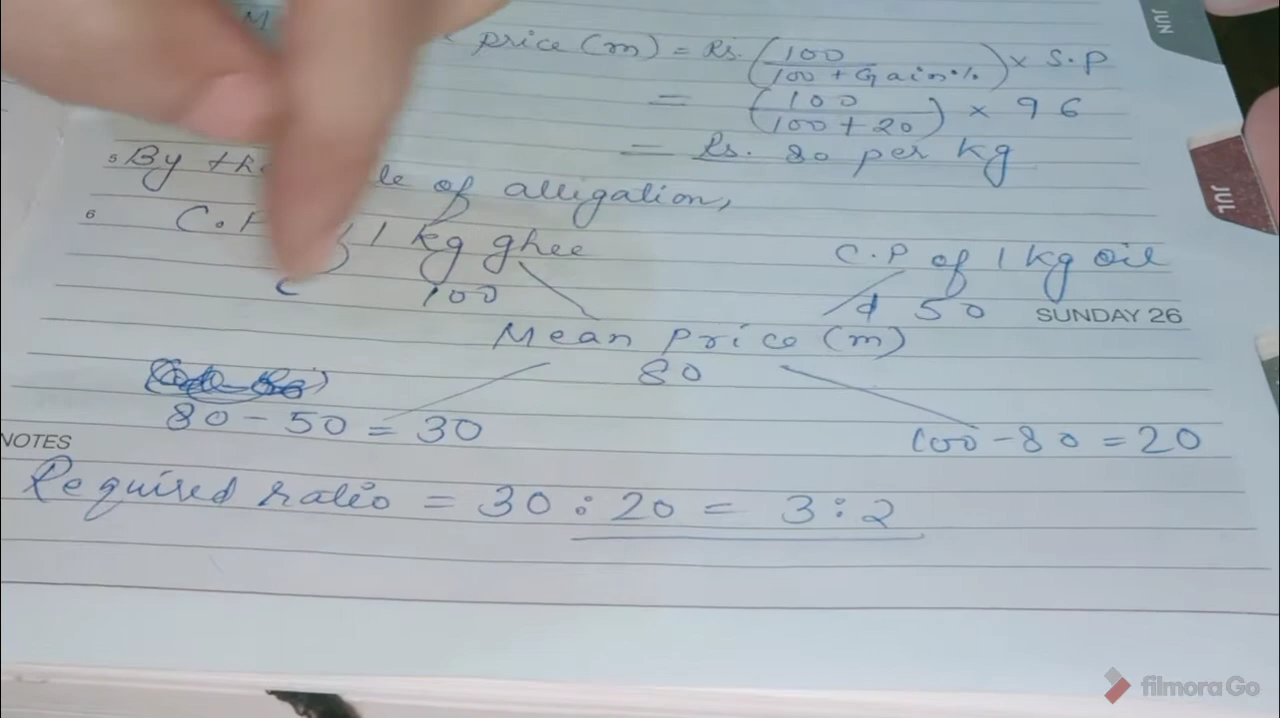 M price (m) = Rs. (100 / 100 + Gain%) × S.P
= (100 / 100 + 20) × 96
= Rs. 80 per kg
5 By the of alligation,
6 C.P 1 kg ghee C.P of 1 kg oil
c 100 d 50
SUNDAY 26
Mean Price (m)
80
80 - 50 = 30 100 - 80 = 20
NOTES
Required ratio = 30 : 20 = 3 : 2
JUN
JUL
filmoraGo